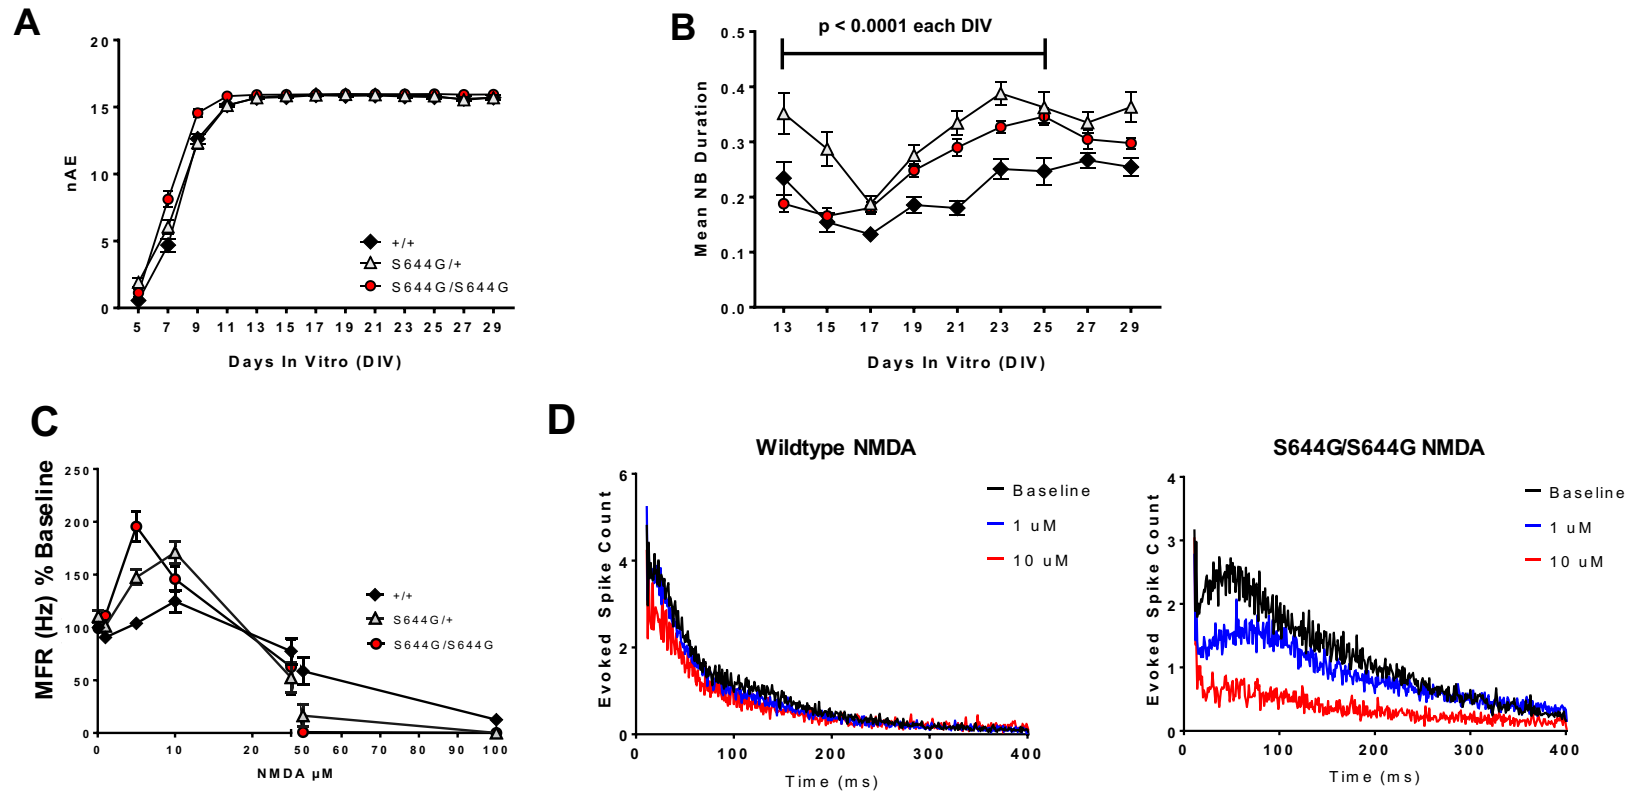 A
20
15
10
5
0
nAE
+/+
S644G/+
S644G/S644G
5 7 9 11 13 15 17 19 21 23 25 27 29
Days In Vitro (DIV)
B
p < 0.0001 each DIV
0.5
0.4
0.3
0.2
0.1
0.0
Mean NB Duration
13 15 17 19 21 23 25 27 29
Days In Vitro (DIV)
C
250
200
150
100
50
0
MFR (Hz) % Baseline
+/+
S644G/+
S644G/S644G
0 10 20 50 60 70 80 90 100
NMDA µM
D
Wildtype NMDA
6
4
2
0
Evoked Spike Count
Baseline
1 uM
10 uM
0 100 200 300 400
Time (ms)
S644G/S644G NMDA
4
3
2
1
0
Evoked Spike Count
Baseline
1 uM
10 uM
0 100 200 300 400
Time (ms)